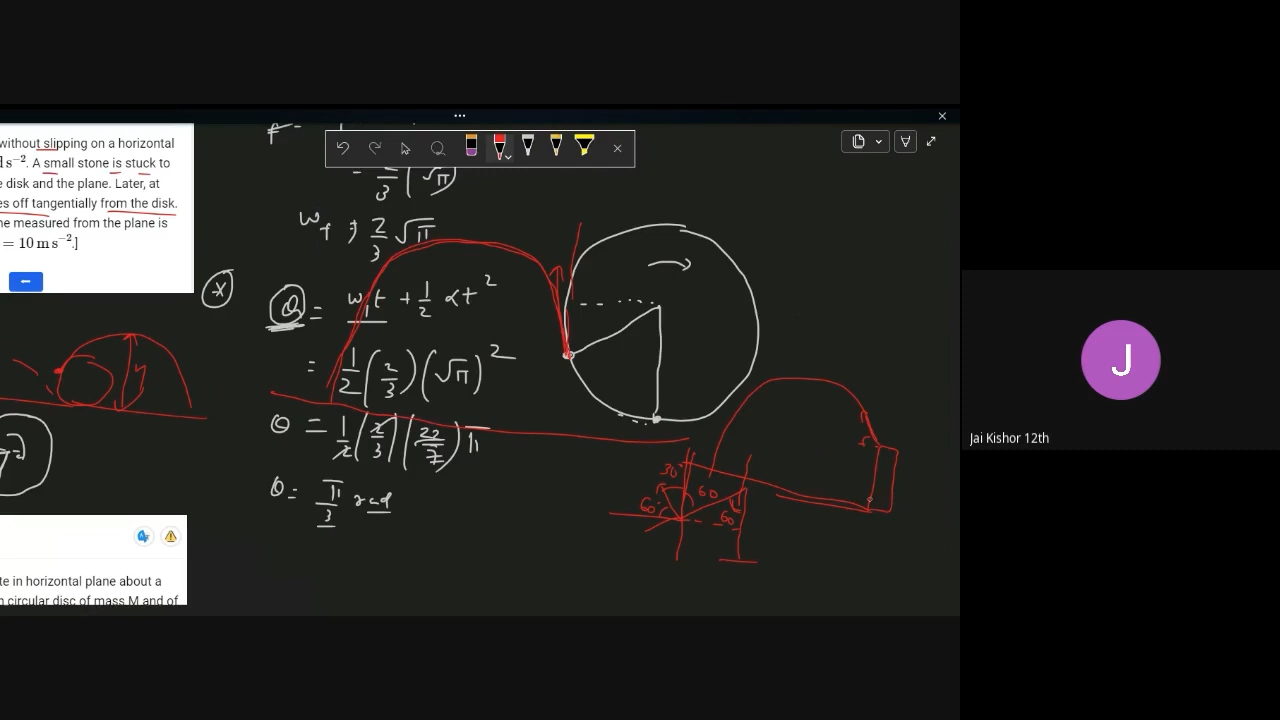 without slipping on a horizontal
d s⁻². A small stone is stuck to
e disk and the plane. Later, at
es off tangentially from the disk.
ne measured from the plane is
= 10 m s⁻².]
3 (√π)
ω_f = 2/3 √π
θ = ω₁t + 1/2 αt²
= 1/2 (2/3) (√π)²
θ = 1/2 (2/3) (22/7) π
θ = π/3 rad
30°
60° 60
60
te in horizontal plane about a
n circular disc of mass M and of
J
Jai Kishor 12th